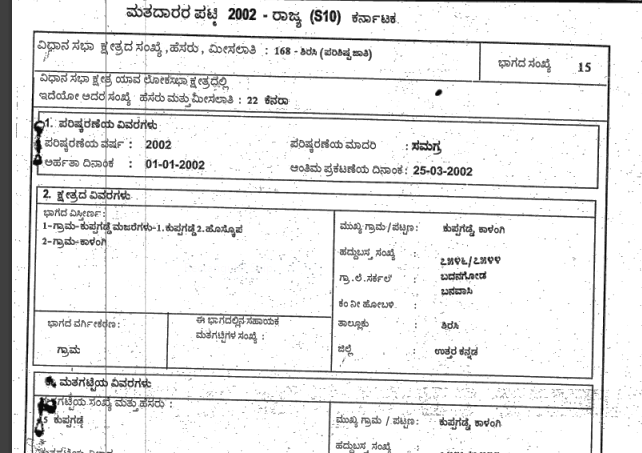 ಮತದಾರರ ಪಟ್ಟಿ 2002 - ರಾಜ್ಯ (S10) ಕರ್ನಾಟಕ
ವಿಧಾನ ಸಭಾ ಕ್ಷೇತ್ರದ ಸಂಖ್ಯೆ ,ಹೆಸರು, ಮೀಸಲಾತಿ : 168 - ಶಿರಸಿ (ಪರಿಶಿಷ್ಟ ಜಾತಿ)
ಭಾಗದ ಸಂಖ್ಯೆ 15
ವಿಧಾನ ಸಭಾ ಕ್ಷೇತ್ರ ಯಾವ ಲೋಕಸಭಾ ಕ್ಷೇತ್ರದಲ್ಲಿ
ಇದೆಯೋ ಅದರ ಸಂಖ್ಯೆ ಹೆಸರು ಮತ್ತು ಮೀಸಲಾತಿ : 22 ಕೆನರಾ
1. ಪರಿಷ್ಕರಣೆಯ ವಿವರಗಳು
ಪರಿಷ್ಕರಣೆಯ ವರ್ಷ : 2002 ಪರಿಷ್ಕರಣೆಯ ಮಾದರಿ : ಸಮಗ್ರ
ಅರ್ಹತಾ ದಿನಾಂಕ : 01-01-2002 ಅಂತಿಮ ಪ್ರಕಟಣೆಯ ದಿನಾಂಕ : 25-03-2002
2. ಕ್ಷೇತ್ರದ ವಿವರಗಳು
ಭಾಗದ ವಿಸ್ತೀರ್ಣ :
1-ಗ್ರಾಮ-ಕುಪ್ಪಗಡ್ಡೆ ಮಜರೆಗಳು-1.ಕುಪ್ಪಗಡ್ಡೆ 2.ಹೊಸ್ಕೊಪ
2-ಗ್ರಾಮ-ಕಾಳಂಗಿ
ಮುಖ್ಯ ಗ್ರಾಮ / ಪಟ್ಟಣ : ಕುಪ್ಪಗಡ್ಡೆ, ಕಾಳಂಗಿ
ಹದ್ದುಬಸ್ತ ಸಂಖ್ಯೆ :
ಗ್ರಾ .ಲೆ .ಸರ್ಕಲ್ : ಬದನಗೋಡ
ಬನವಾಸಿ
ಕಂ ನೀ ಹೋಬಳಿ :
ತಾಲ್ಲೂಕು : ಶಿರಸಿ
ಜಿಲ್ಲೆ : ಉತ್ತರ ಕನ್ನಡ
ಭಾಗದ ವರ್ಗೀಕರಣ :
ಗ್ರಾಮ
ಈ ಭಾಗದಲ್ಲಿನ ಸಹಾಯಕ
ಮತಗಟ್ಟೆಗಳ ಸಂಖ್ಯೆ :
ಮತಗಟ್ಟೆಯ ವಿವರಗಳು
ಸಂಖ್ಯೆ ಮತ್ತು ಹೆಸರು :
ಕುಪ್ಪಗಡ್ಡೆ
ಮುಖ್ಯ ಗ್ರಾಮ / ಪಟ್ಟಣ : ಕುಪ್ಪಗಡ್ಡೆ, ಕಾಳಂಗಿ
ಹದ್ದುಬಸ್ತ ಸಂಖ್ಯೆ